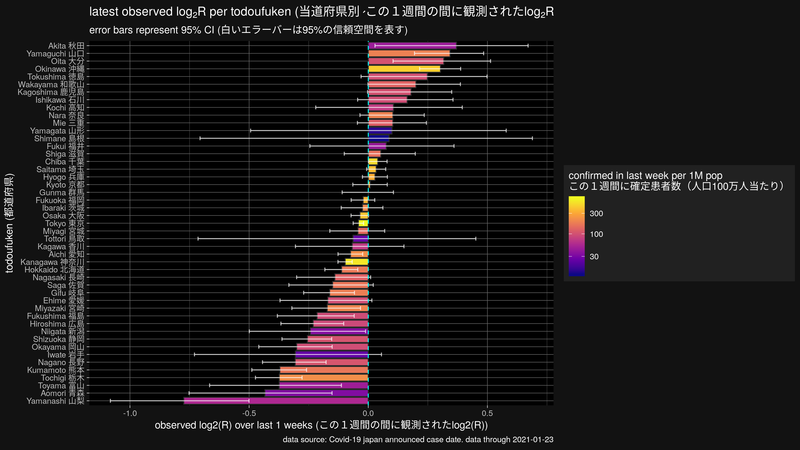 latest observed log2R per todoufuken (当道府県別 ·この１週間の間に観測されたlog2R
error bars represent 95% CI (白いエラーバーは95%の信頼空間を表す)
todoufuken (都道府県)
Akita 秋田
Yamaguchi 山口
Oita 大分
Okinawa 沖縄
Tokushima 徳島
Wakayama 和歌山
Kagoshima 鹿児島
Ishikawa 石川
Kochi 高知
Nara 奈良
Mie 三重
Yamagata 山形
Shimane 島根
Fukui 福井
Shiga 滋賀
Chiba 千葉
Saitama 埼玉
Hyogo 兵庫
Kyoto 京都
Gunma 群馬
Fukuoka 福岡
Ibaraki 茨城
Osaka 大阪
Tokyo 東京
Miyagi 宮城
Tottori 鳥取
Kagawa 香川
Aichi 愛知
Kanagawa 神奈川
Hokkaido 北海道
Nagasaki 長崎
Saga 佐賀
Gifu 岐阜
Ehime 愛媛
Miyazaki 宮崎
Fukushima 福島
Hiroshima 広島
Niigata 新潟
Shizuoka 静岡
Okayama 岡山
Iwate 岩手
Nagano 長野
Kumamoto 熊本
Tochigi 栃木
Toyama 富山
Aomori 青森
Yamanashi 山梨
-1.0 -0.5 0.0 0.5
observed log2(R) over last 1 weeks (この１週間の間に観測されたlog2(R))
data source: Covid-19 japan announced case date. data through 2021-01-23
confirmed in last week per 1M pop
この１週間に確定患者数（人口100万人当たり）
300
100
30